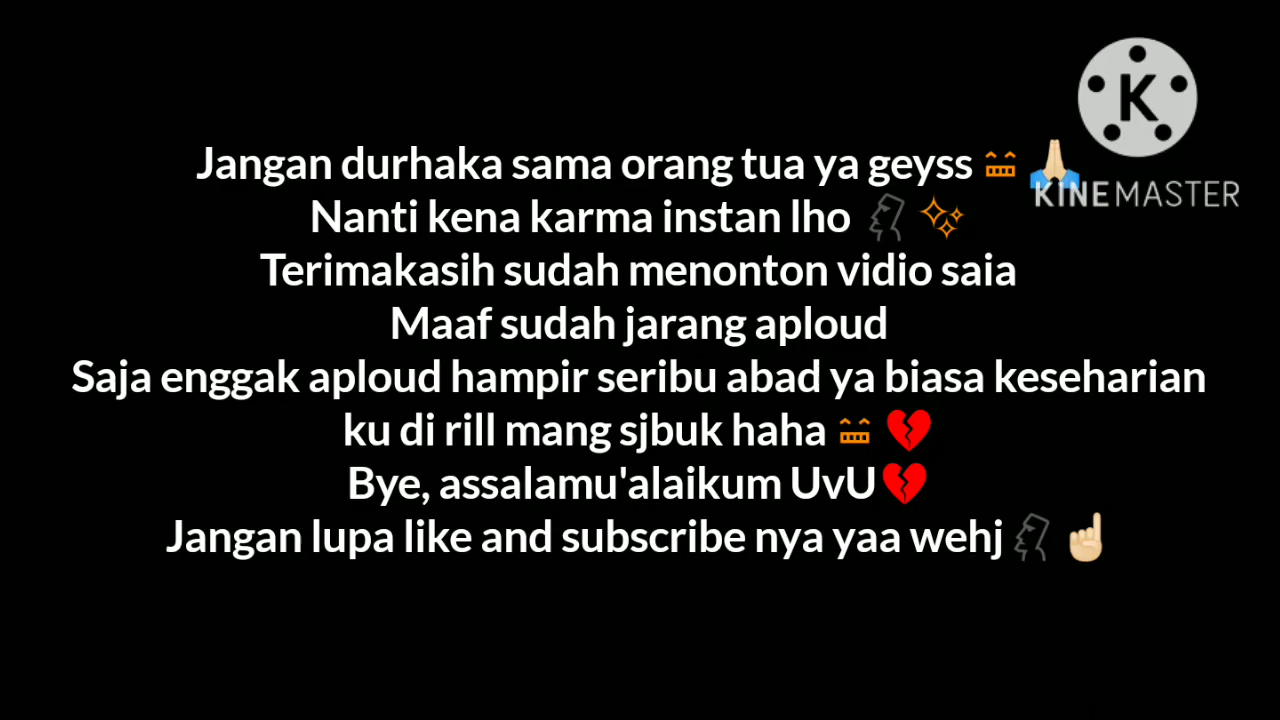 Jangan durhaka sama orang tua ya geyss 😁 🙏🏻
Nanti kena karma instan lho 🗿 ✨
Terimakasih sudah menonton vidio saia
Maaf sudah jarang aploud
Saja enggak aploud hampir seribu abad ya biasa keseharian
ku di rill mang sjbuk haha 😁 💔
Bye, assalamu'alaikum UvU💔
Jangan lupa like and subscribe nya yaa wehj🗿 ☝🏻
K
KINEMASTER